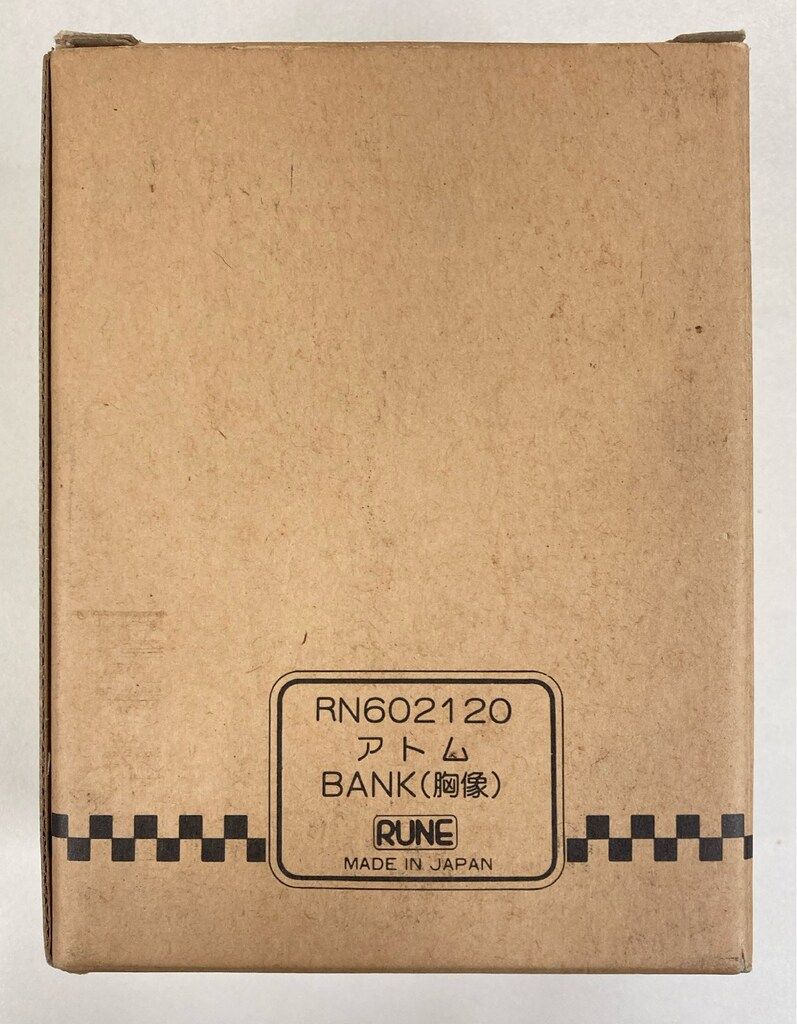 RN602120
アトム
BANK(胸像)
RUNE
MADE IN JAPAN